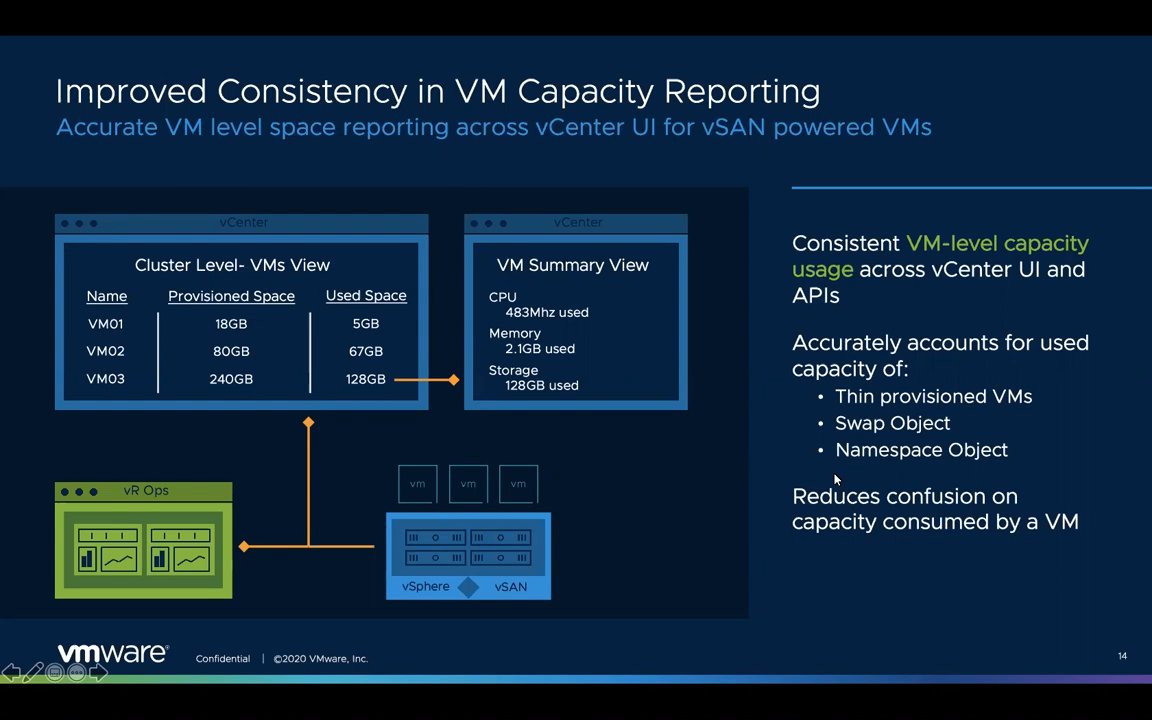 Improved Consistency in VM Capacity Reporting
Accurate VM level space reporting across vCenter UI for vSAN powered VMs
vCenter
Cluster Level- VMs View
Name Provisioned Space Used Space
VM01 18GB 5GB
VM02 80GB 67GB
VM03 240GB 128GB
vCenter
VM Summary View
CPU
483Mhz used
Memory
2.1GB used
Storage
128GB used
vR Ops
vm vm vm
vSphere vSAN
Consistent VM-level capacity
usage across vCenter UI and
APIs
Accurately accounts for used
capacity of:
• Thin provisioned VMs
• Swap Object
• Namespace Object
Reduces confusion on
capacity consumed by a VM
vmware®
Confidential | ©2020 VMware, Inc.
14